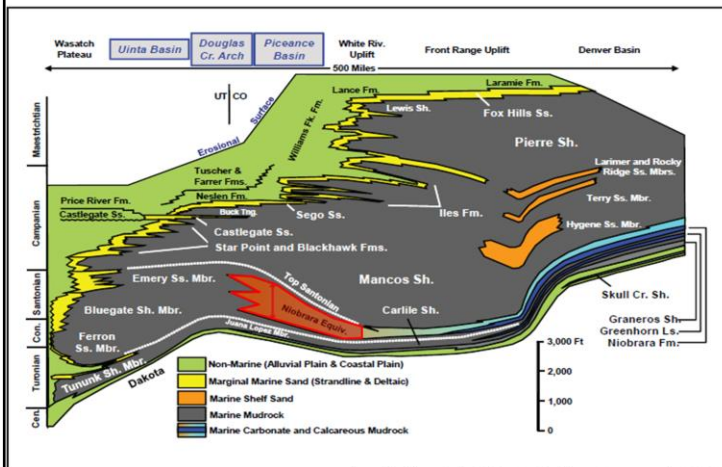 Wasatch
Plateau
Uinta Basin
Douglas
Cr. Arch
Piceance
Basin
White Riv.
Uplift
Front Range Uplift
Denver Basin
500 Miles
UT CO
Erosional Surface
Maestrichtian
Campanian
Santonian
Con.
Turonian
Cen.
Lance Fm.
Laramie Fm.
Lewis Sh.
Fox Hills Ss.
Williams Fk. Fm.
Pierre Sh.
Larimer and Rocky
Ridge Ss. Mbrs.
Terry Ss. Mbr.
Hygene Ss. Mbr.
Tuscher &
Farrer Fms.
Price River Fm.
Neslen Fm.
Castlegate Ss.
Buck Tng.
Sego Ss.
Iles Fm.
Castlegate Ss.
Star Point and Blackhawk Fms.
Emery Ss. Mbr.
Top Santonian
Mancos Sh.
Skull Cr. Sh.
Bluegate Sh. Mbr.
Niobrara Equiv.
Carlile Sh.
Graneros Sh.
Greenhorn Ls.
Niobrara Fm.
Juana Lopez Mbr.
Ferron
Ss. Mbr.
Tununk Sh. Mbr.
Dakota
Non-Marine (Alluvial Plain & Coastal Plain)
Marginal Marine Sand (Strandline & Deltaic)
Marine Shelf Sand
Marine Mudrock
Marine Carbonate and Calcareous Mudrock
3,000 Ft
2,000
1,000
0